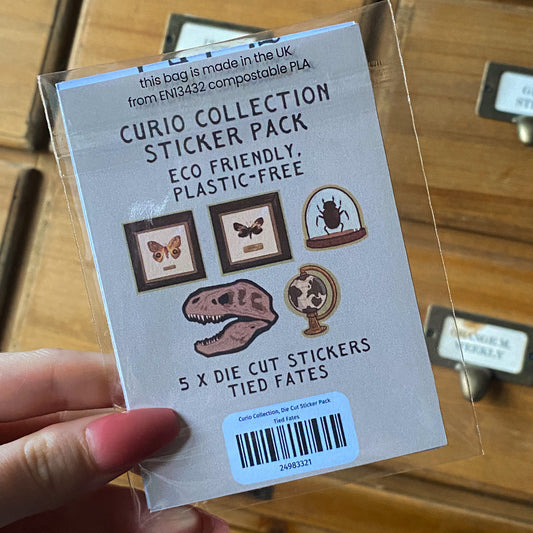 this bag is made in the UK
from EN13432 compostable PLA
CURIO COLLECTION
STICKER PACK
ECO FRIENDLY,
PLASTIC-FREE
5 X DIE CUT STICKERS
TIED FATES
Curio Collection, Die Cut Sticker Pack
Tied Fates
24983321
WEEKLY